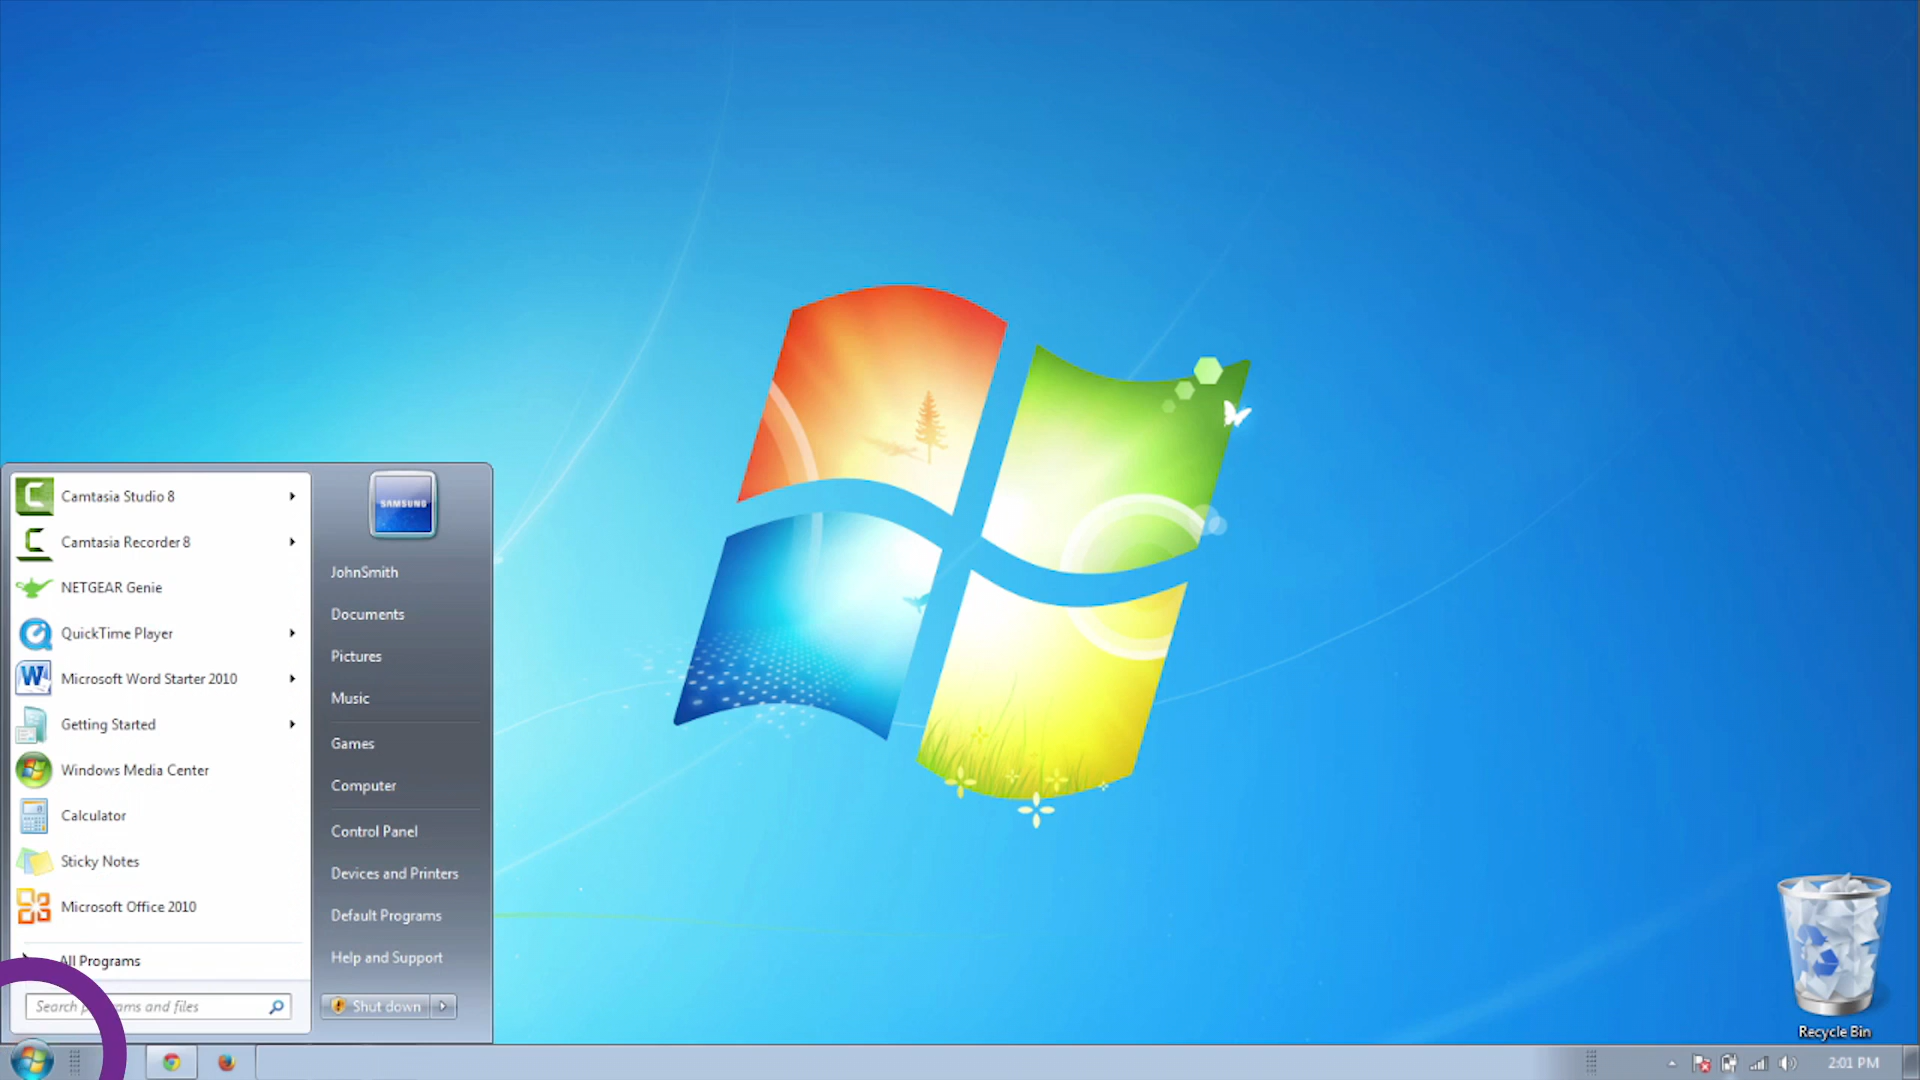 Camtasia Studio 8
Camtasia Recorder 8
NETGEAR Genie
QuickTime Player
Microsoft Word Starter 2010
Getting Started
Windows Media Center
Calculator
Sticky Notes
Microsoft Office 2010
All Programs
Search programs and files
SAMSUNG
JohnSmith
Documents
Pictures
Music
Games
Computer
Control Panel
Devices and Printers
Default Programs
Help and Support
Shut down
Recycle Bin
2:01 PM